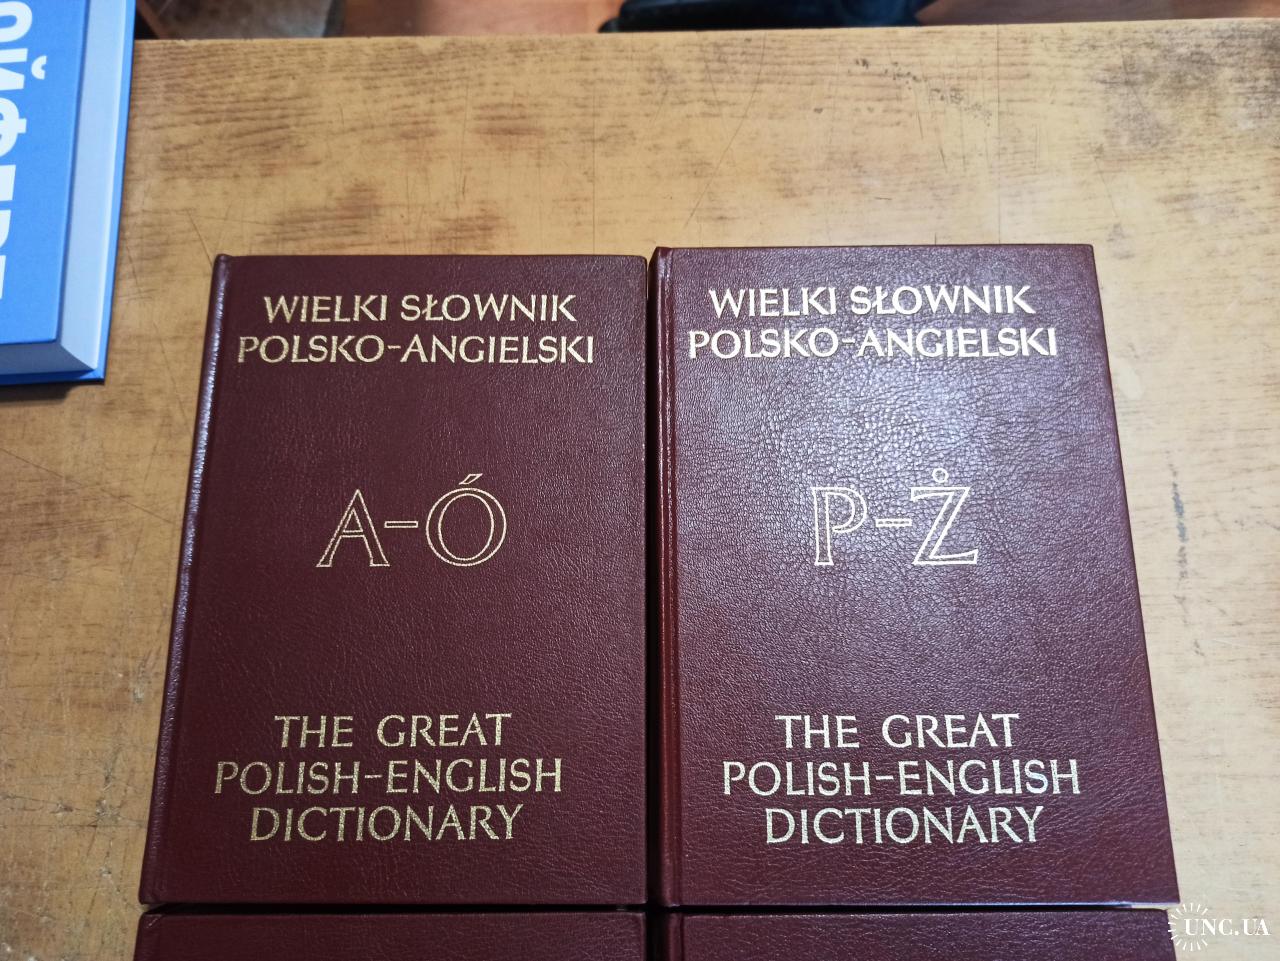 WIELKI SŁOWNIK
POLSKO-ANGIELSKI
A-Ó
THE GREAT
POLISH-ENGLISH
DICTIONARY
WIELKI SŁOWNIK
POLSKO-ANGIELSKI
P-Ż
THE GREAT
POLISH-ENGLISH
DICTIONARY
UNC.UA